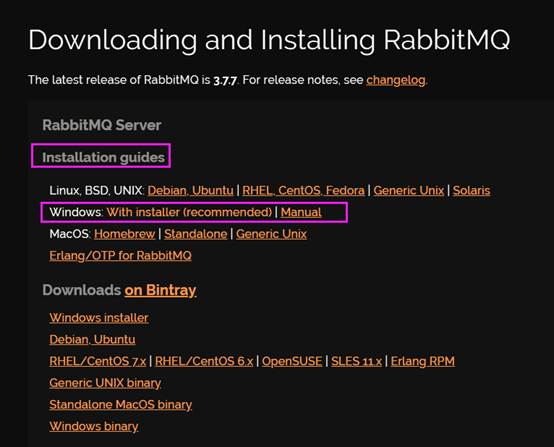 Downloading and Installing RabbitMQ
The latest release of RabbitMQ is 3.7.7. For release notes, see changelog.
RabbitMQ Server
Installation guides
Linux, BSD, UNIX: Debian, Ubuntu | RHEL, CentOS, Fedora | Generic Unix | Solaris
Windows: With installer (recommended) | Manual
MacOS: Homebrew | Standalone | Generic Unix
Erlang/OTP for RabbitMQ
Downloads on Bintray
Windows installer
Debian, Ubuntu
RHEL/CentOS 7.x | RHEL/CentOS 6.x | OpenSUSE | SLES 11.x | Erlang RPM
Generic UNIX binary
Standalone MacOS binary
Windows binary